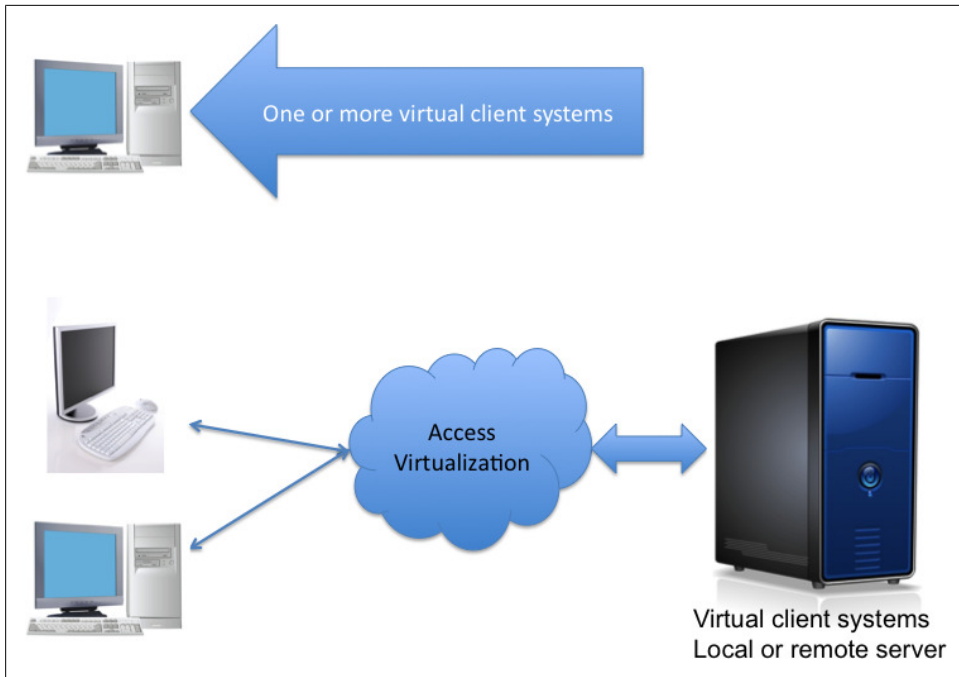 One or more virtual client systems
Access
Virtualization
Virtual client systems
Local or remote server